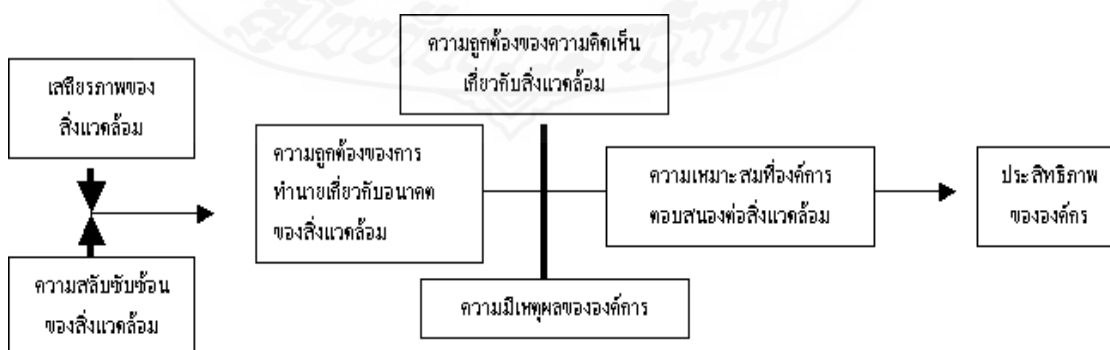 ความถูกต้องของความคิดเห็น
เกี่ยวกับสิ่งแวดล้อม
เสถียรภาพของ
สิ่งแวดล้อม
ความถูกต้องของการ
ทำนายเกี่ยวกับอนาคต
ของสิ่งแวดล้อม
ความเหมาะสมที่องค์การ
ตอบสนองต่อสิ่งแวดล้อม
ประสิทธิภาพ
ขององค์กร
ความสลับซับซ้อน
ของสิ่งแวดล้อม
ความมีเหตุผลขององค์การ